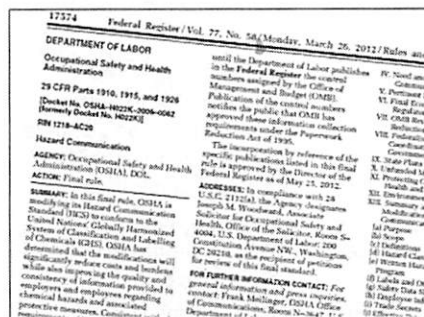 17574 Federal Register / Vol. 77, No. 58 / Monday, March 26, 2012 / Rules and
DEPARTMENT OF LABOR
Occupational Safety and Health
Administration
29 CFR Parts 1910, 1915, and 1926
[Docket No. OSHA-H022K-2006-0062
(formerly Docket No. H022K)]
RIN 1218-AC20
Hazard Communication
AGENCY: Occupational Safety and Health
Administration (OSHA), DOL.
ACTION: Final rule.
SUMMARY: In this final rule, OSHA is
modifying its Hazard Communication
Standard (HCS) to conform to the
United Nations' Globally Harmonized
System of Classification and Labelling
of Chemicals (GHS). OSHA has
determined that the modifications will
significantly reduce costs and burdens
while also improving the quality and
consistency of information provided to
employers and employees regarding
chemical hazards and associated
protective measures.
until the Department of Labor publishes
in the Federal Register the control
numbers assigned by the Office of
Management and Budget (OMB).
Publication of the control numbers
notifies the public that OMB has
approved these information collection
requirements under the Paperwork
Reduction Act of 1995.
The incorporation by reference of the
specific publications listed in this final
rule is approved by the Director of the
Federal Register as of May 25, 2012.
ADDRESSES: In compliance with 28
U.S.C. 2112(a), the Agency designates
Joseph M. Woodward, Associate
Solicitor for Occupational Safety and
Health, Office of the Solicitor, Room S-
4004, U.S. Department of Labor, 200
Constitution Avenue NW., Washington,
DC 20210, as the recipient of petitions
for review of this final standard.
FOR FURTHER INFORMATION CONTACT: For
general information and press inquiries,
contact: Frank Meilinger, OSHA Office
of Communications, Room N-3647, U.S.
Department of
IV. Need and
V. Pertinent
VI. Final Econ
Regulatory
VII. OMB Rev
Reduction
VIII. Federalism
IX. State Plans
X. Unfunded M
XI. Protecting C
Health and
XII. Environmen
(a) Purpose
(b) Scope
(c) Definitions
(d) Hazard Class
(e) Written Hazar
(f) Labels and O
(g) Safety Data S
(h) Employee Inf
(i) Trade Secrets